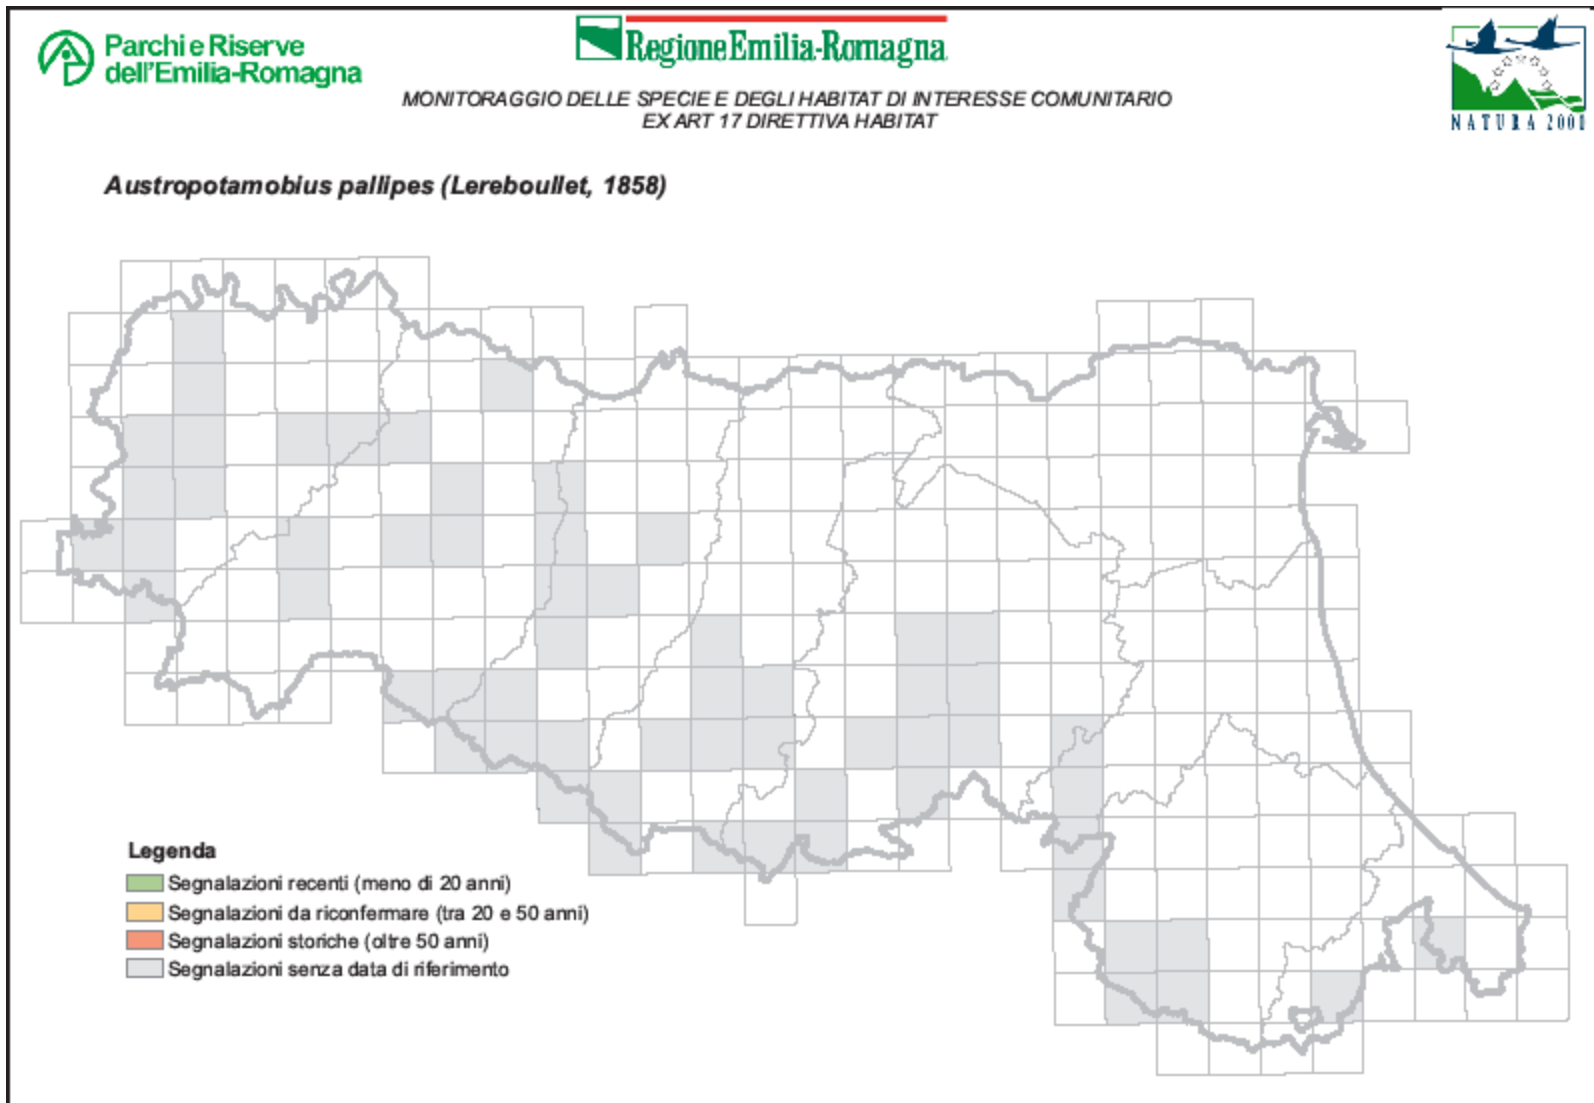 Parchi e Riserve
dell'Emilia-Romagna
RegioneEmilia-Romagna
MONITORAGGIO DELLE SPECIE E DEGLI HABITAT DI INTERESSE COMUNITARIO
EX ART 17 DIRETTIVA HABITAT
NATURA 2000
Austropotamobius pallipes (Lereboullet, 1858)
Legenda
Segnalazioni recenti (meno di 20 anni)
Segnalazioni da riconfermare (tra 20 e 50 anni)
Segnalazioni storiche (oltre 50 anni)
Segnalazioni senza data di riferimento